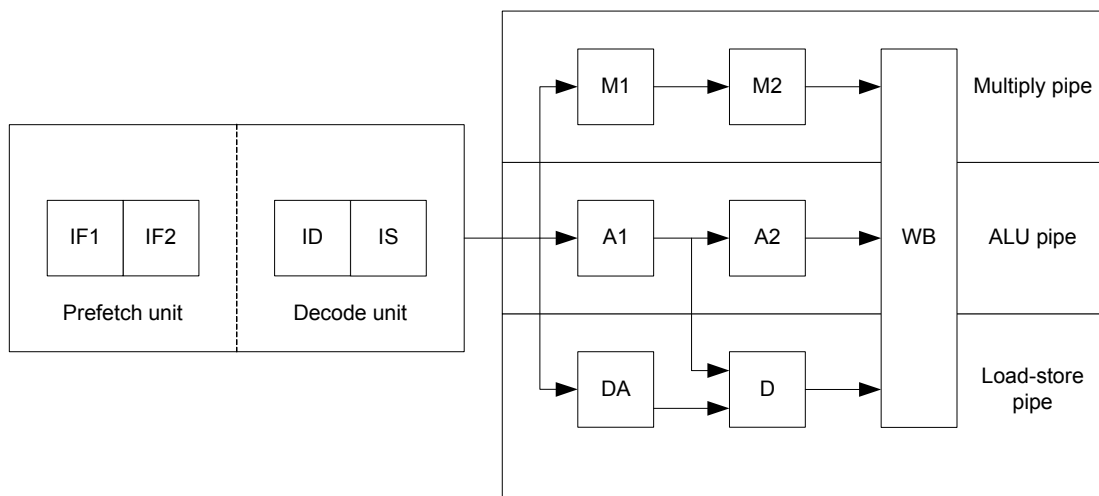 M1
M2
Multiply pipe
IF1
IF2
ID
IS
Prefetch unit
Decode unit
A1
A2
WB
ALU pipe
DA
D
Load-store
pipe